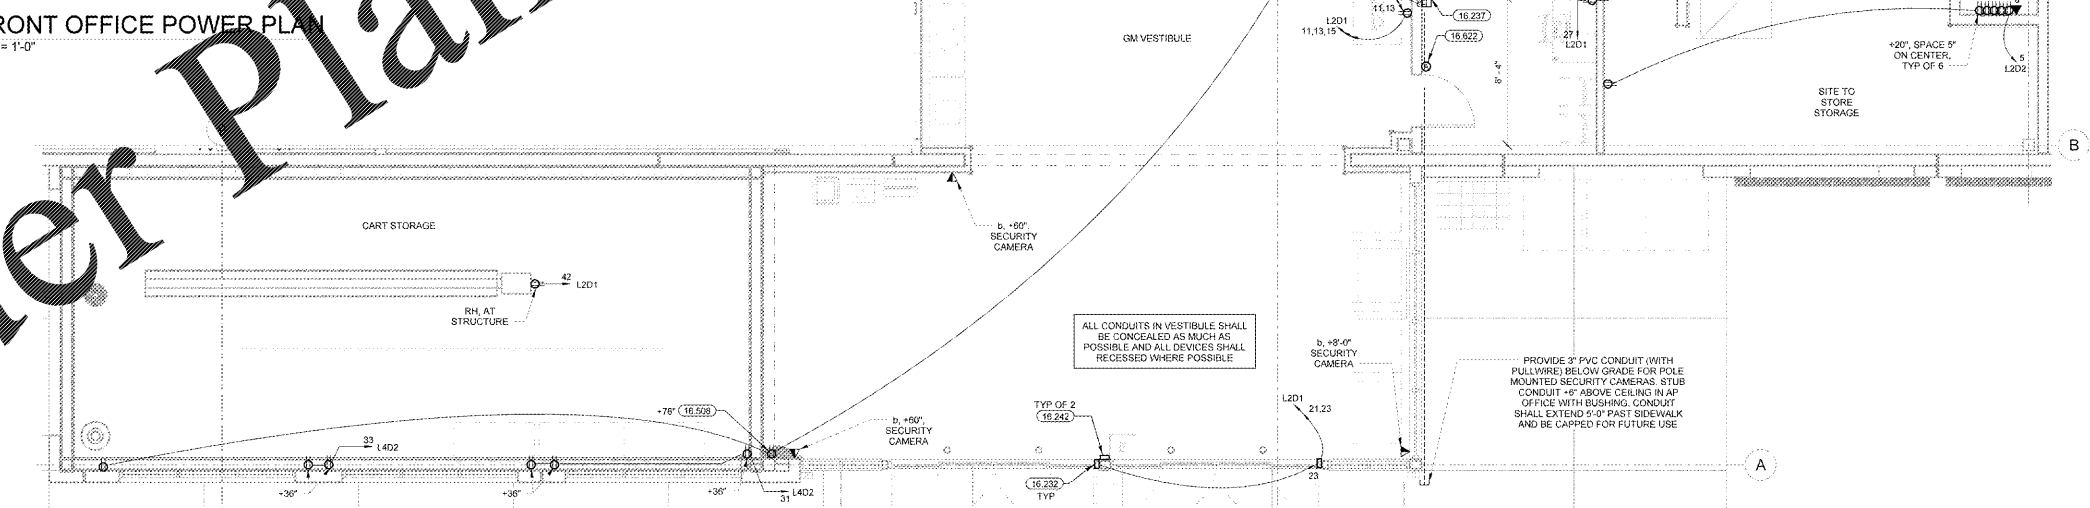 RONT OFFICE POWER PLAN
= 1'-0"
er Plan
GM VESTIBULE
11,13
L2D1
11,13,15
16.237
16.622
8'-4"
27
L2D1
+20", SPACE 5"
ON CENTER,
TYP OF 6
5
L2D2
SITE TO
STORE
STORAGE
B
CART STORAGE
b, +60",
SECURITY
CAMERA
42
L2D1
RH, AT
STRUCTURE
ALL CONDUITS IN VESTIBULE SHALL
BE CONCEALED AS MUCH AS
POSSIBLE AND ALL DEVICES SHALL
RECESSED WHERE POSSIBLE
b, +8'-0"
SECURITY
CAMERA
PROVIDE 3" PVC CONDUIT (WITH
PULLWIRE) BELOW GRADE FOR POLE
MOUNTED SECURITY CAMERAS. STUB
CONDUIT +6" ABOVE CEILING IN AP
OFFICE WITH BUSHING. CONDUIT
SHALL EXTEND 5'-0" PAST SIDEWALK
AND BE CAPPED FOR FUTURE USE
+76" 16.508
b, +60",
SECURITY
CAMERA
TYP OF 2
16.242
L2D1
21,23
33
L4D2
+36"
+36"
+36"
31
L4D2
16.232
TYP
23
A